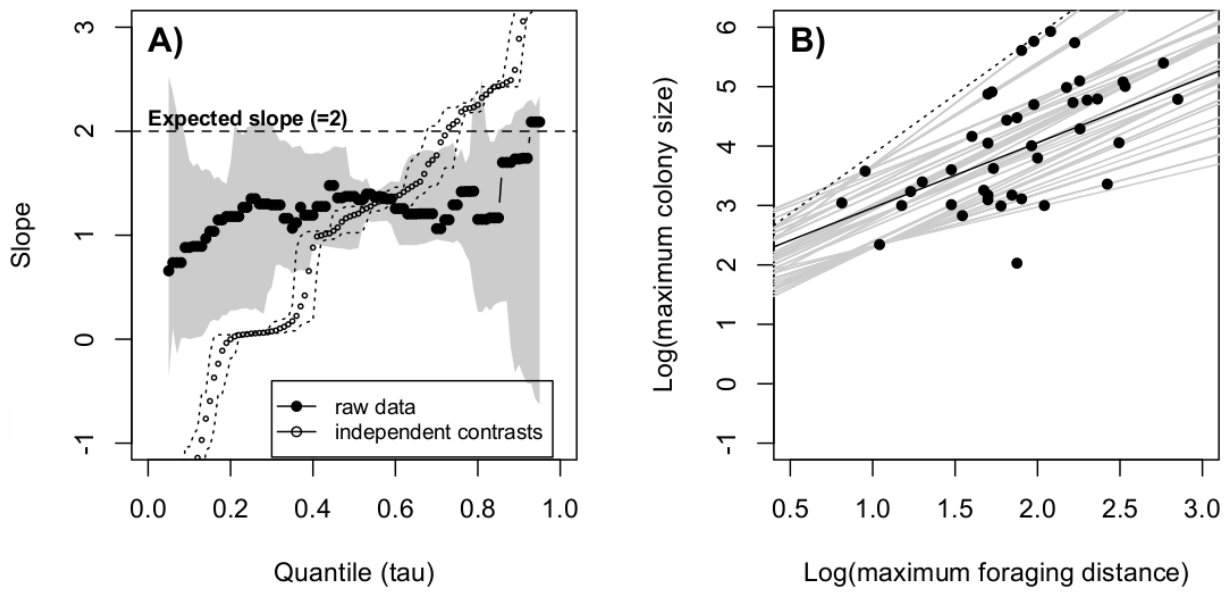 A)
Expected slope (=2)
raw data
independent contrasts
3
2
1
0
-1
Slope
0.0 0.2 0.4 0.6 0.8 1.0
Quantile (tau)
B)
6
5
4
3
2
1
0
-1
Log(maximum colony size)
0.5 1.0 1.5 2.0 2.5 3.0
Log(maximum foraging distance)